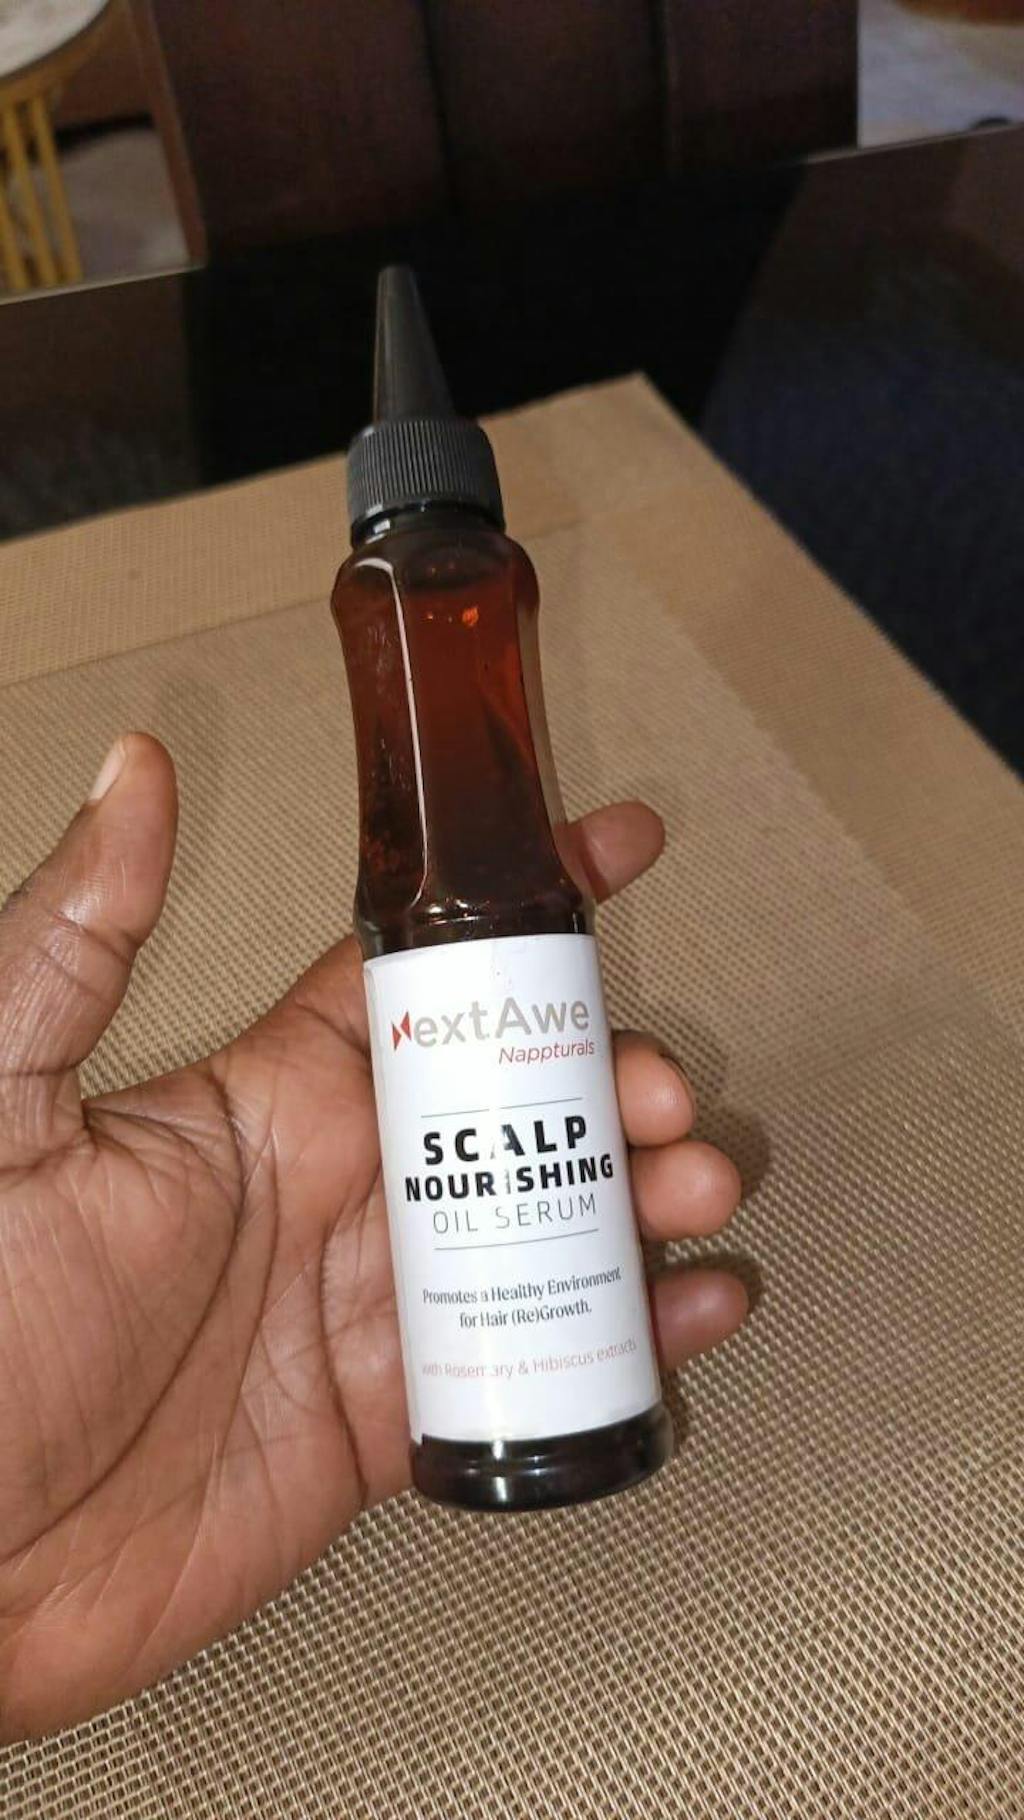 NextAwe
Nappturals
SCALP
NOURISHING
OIL SERUM
Promotes a Healthy Environment
for Hair (Re)Growth.
with Rosemary & Hibiscus extracts